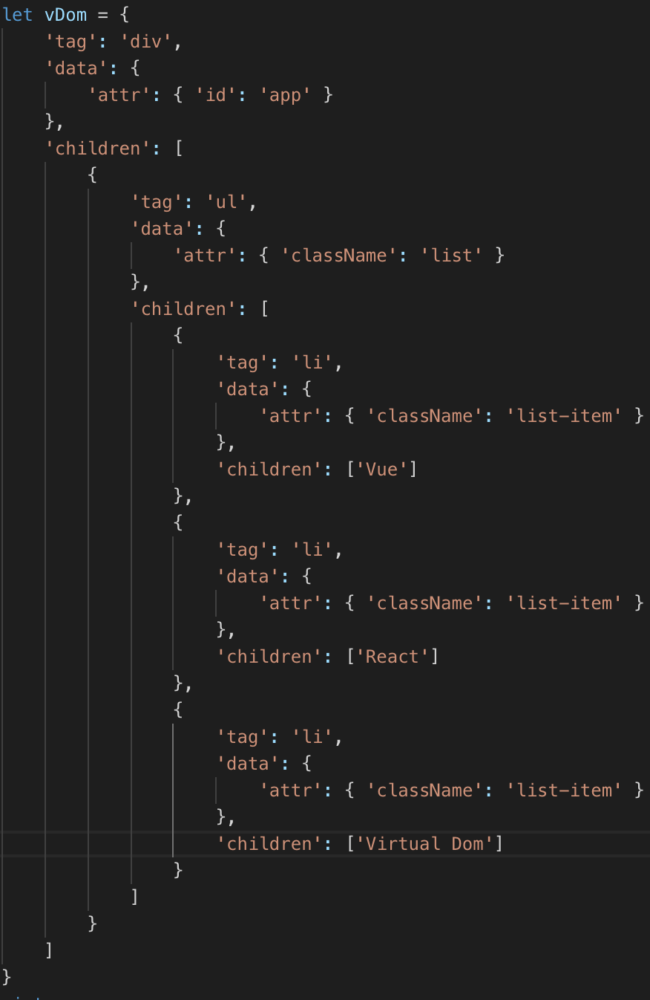 let vDom = {
    'tag': 'div',
    'data': {
        'attr': { 'id': 'app' }
    },
    'children': [
        {
            'tag': 'ul',
            'data': {
                'attr': { 'className': 'list' }
            },
            'children': [
                {
                    'tag': 'li',
                    'data': {
                        'attr': { 'className': 'list-item' }
                    },
                    'children': ['Vue']
                },
                {
                    'tag': 'li',
                    'data': {
                        'attr': { 'className': 'list-item' }
                    },
                    'children': ['React']
                },
                {
                    'tag': 'li',
                    'data': {
                        'attr': { 'className': 'list-item' }
                    },
                    'children': ['Virtual Dom']
                }
            ]
        }
    ]
}